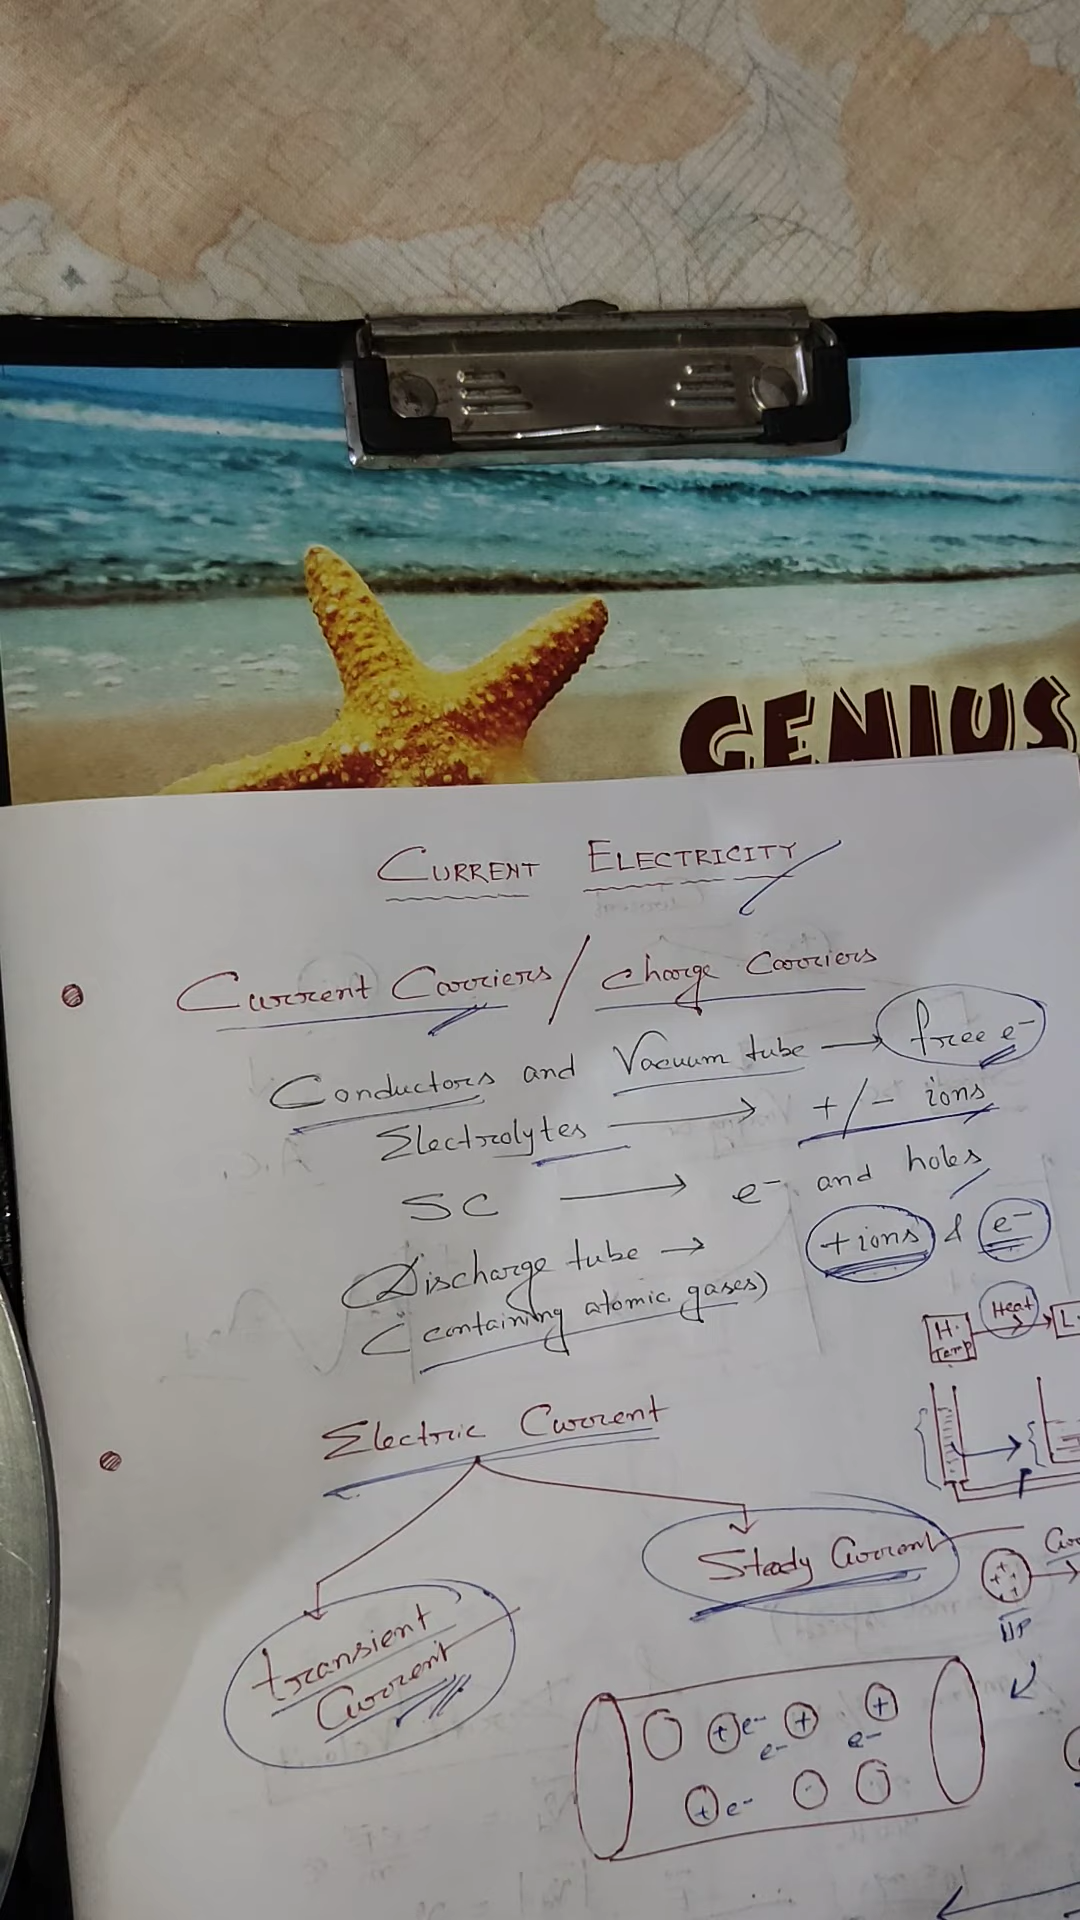 GENIUS
CURRENT ELECTRICITY
Current Carriers / Charge Carriers
Conductors and Vacuum tube → free e⁻
Electrolytes → +/- ions
SC → e⁻ and holes
Discharge tube → + ions & e⁻
(containing atomic gases)
H. Temp Heat L.
Electric Current
Steady Current
transient
Current
+ e⁻ + +
e⁻ e⁻
+ e⁻